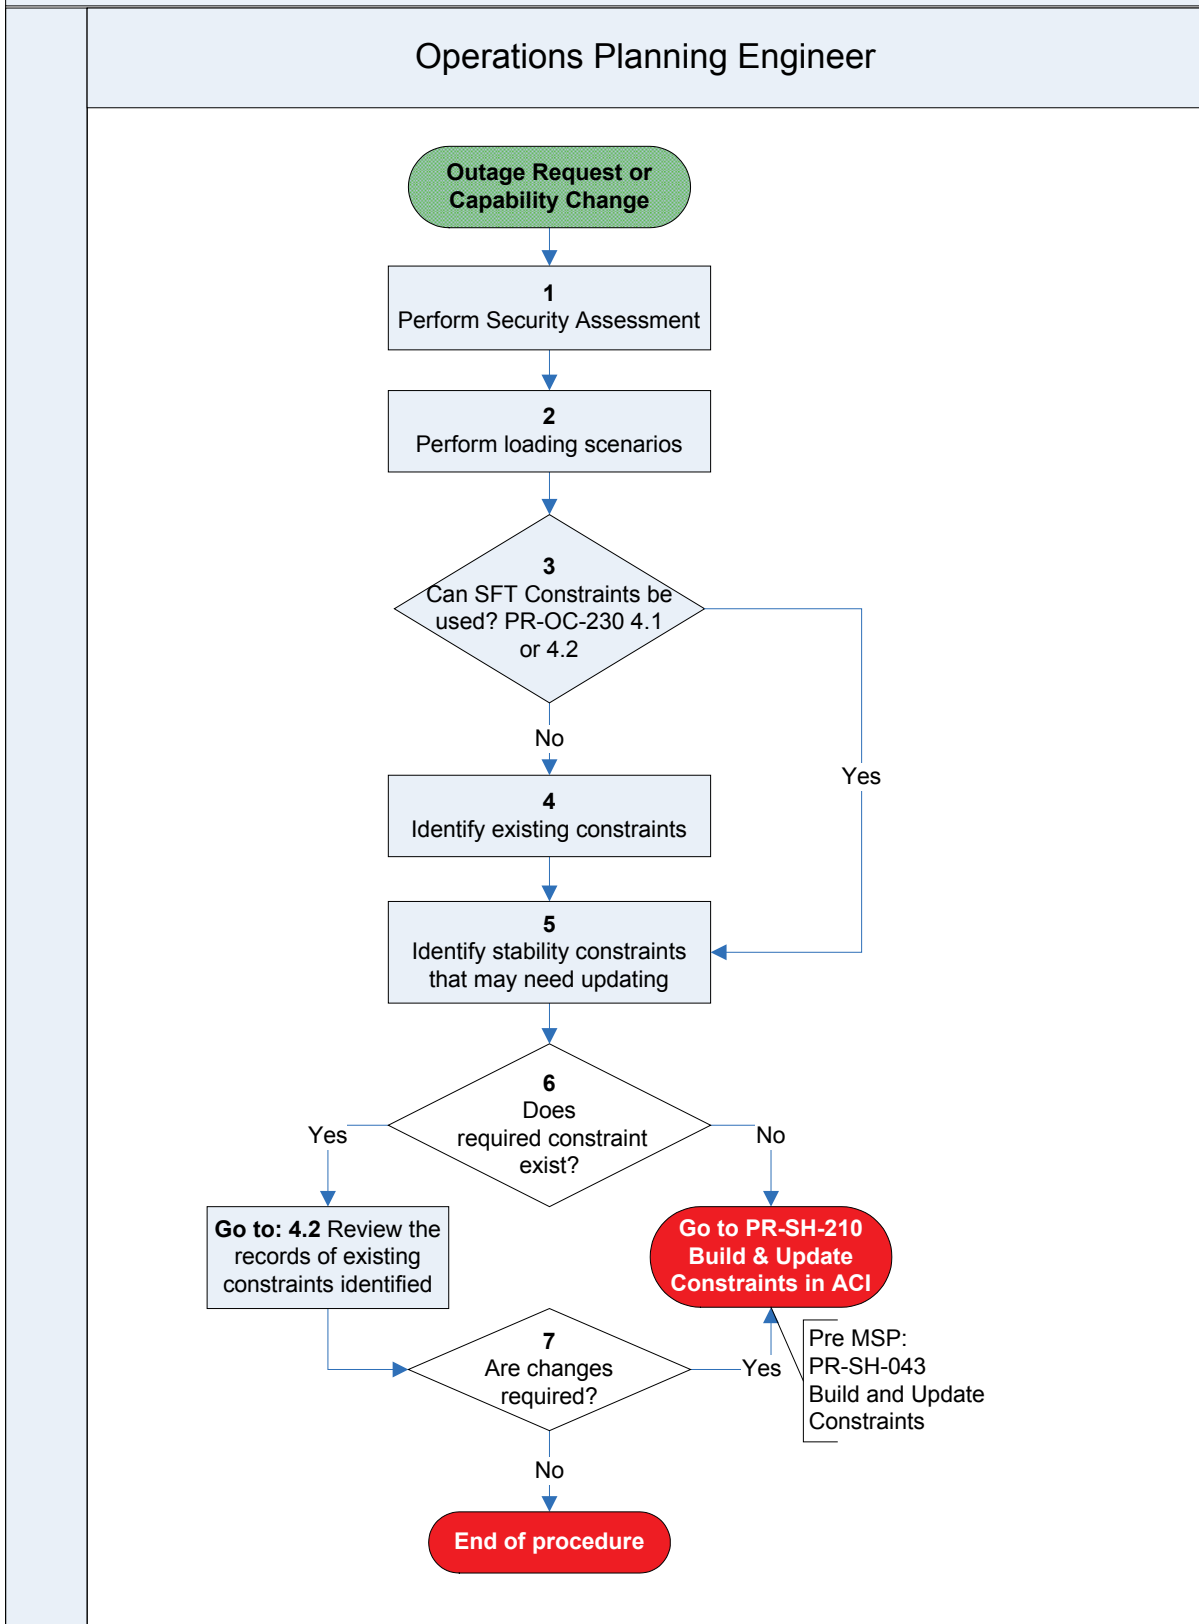 Operations Planning Engineer
Outage Request or
Capability Change
1
Perform Security Assessment
2
Perform loading scenarios
3
Can SFT Constraints be
used? PR-OC-230 4.1
or 4.2
No
Yes
4
Identify existing constraints
5
Identify stability constraints
that may need updating
6
Does
required constraint
exist?
Yes
No
Go to: 4.2 Review the
records of existing
constraints identified
Go to PR-SH-210
Build & Update
Constraints in ACI
7
Are changes
required?
Yes
Pre MSP:
PR-SH-043
Build and Update
Constraints
No
End of procedure